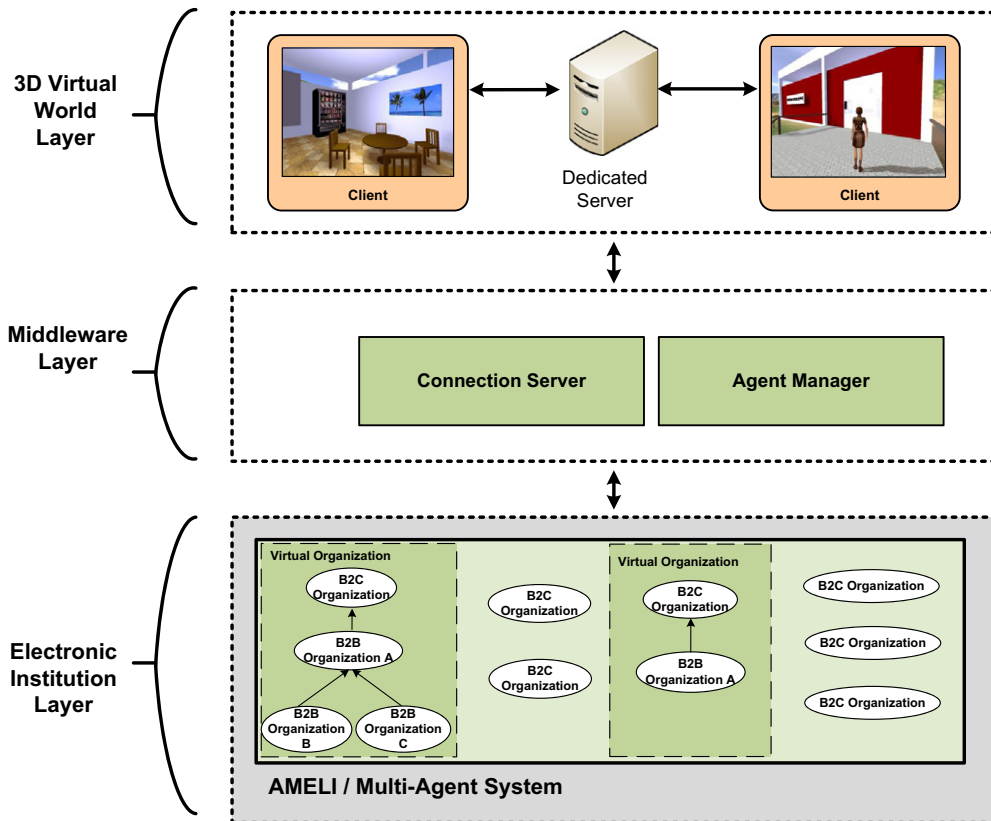 3D Virtual
World
Layer
Client
Dedicated
Server
Client
Middleware
Layer
Connection Server
Agent Manager
Electronic
Institution
Layer
Virtual Organization
B2C
Organization
B2B
Organization A
B2B
Organization
B
B2B
Organization
C
B2C
Organization
B2C
Organization
Virtual Organization
B2C
Organization
B2B
Organization A
B2C Organization
B2C Organization
B2C Organization
AMELI / Multi-Agent System